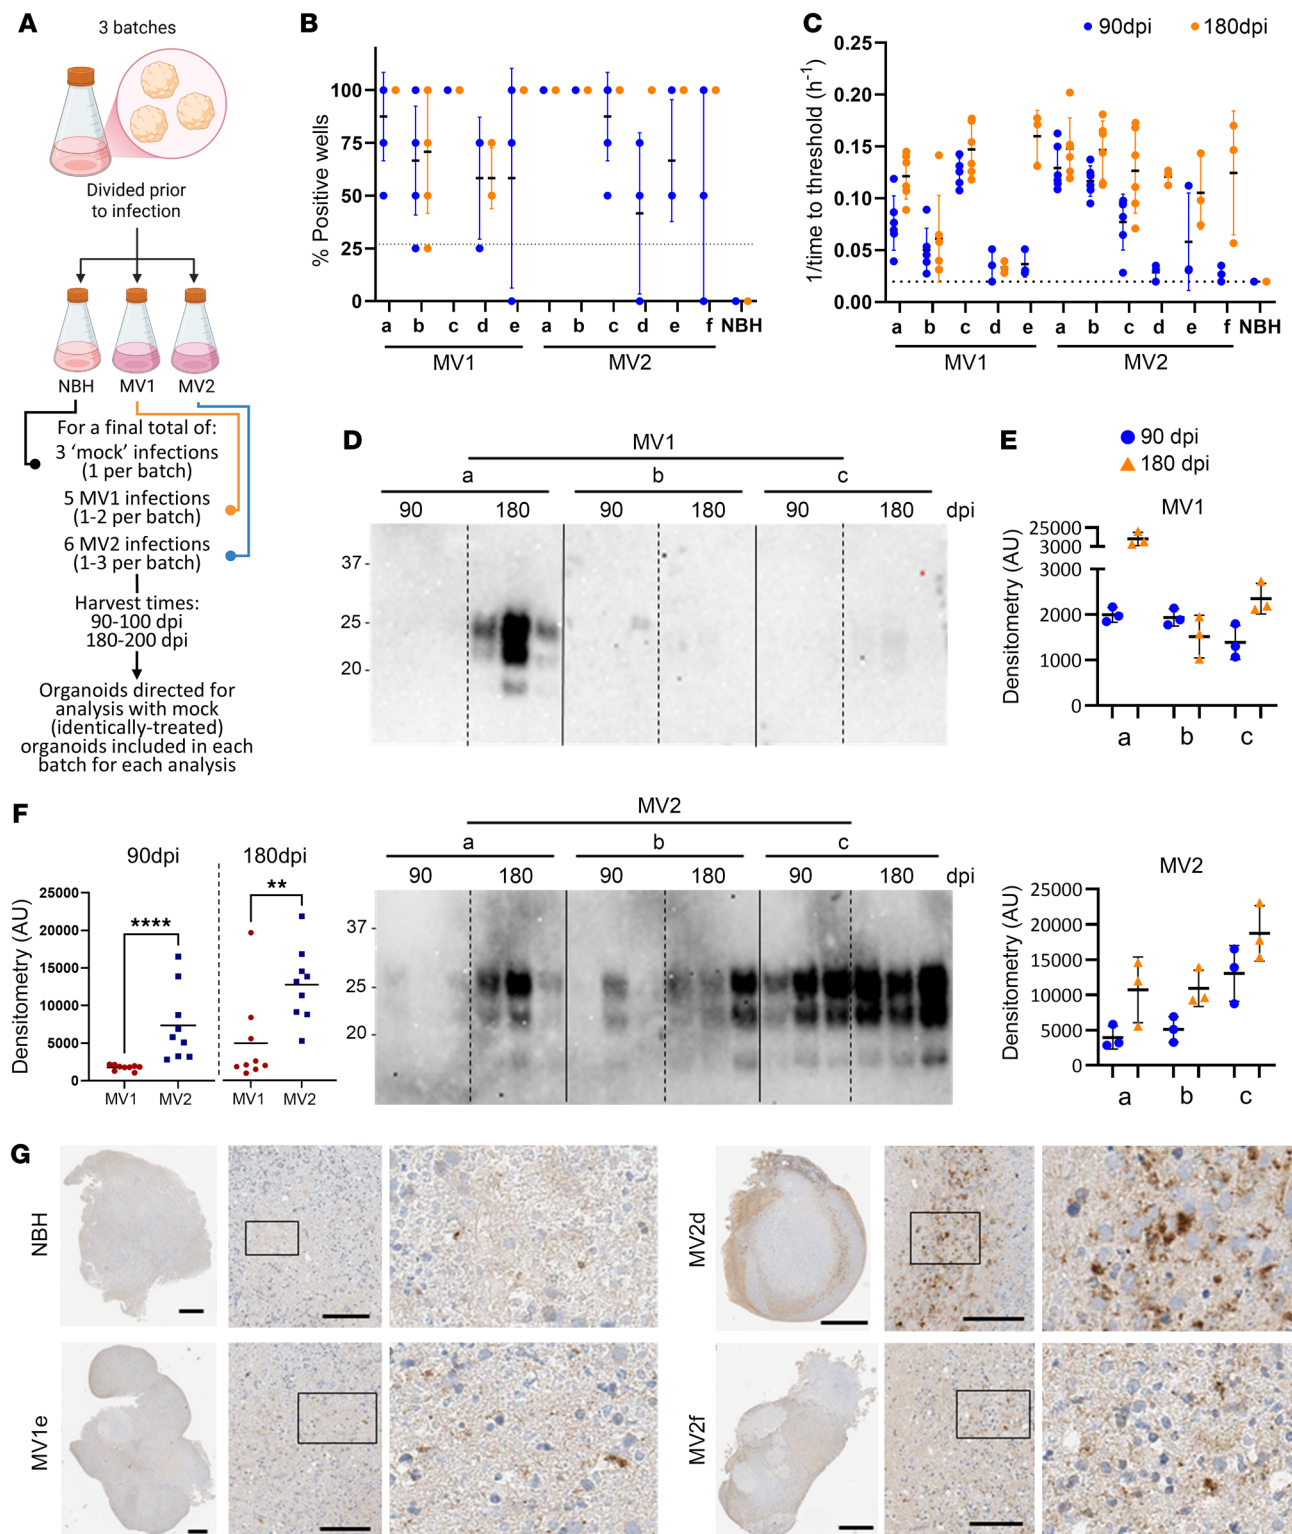 A
3 batches
Divided prior
to infection
NBH MV1 MV2
For a final total of:
3 ‘mock’ infections
(1 per batch)
5 MV1 infections
(1-2 per batch)
6 MV2 infections
(1-3 per batch)
Harvest times:
90-100 dpi
180-200 dpi
Organoids directed for
analysis with mock
(identically-treated)
organoids included in each
batch for each analysis
B
% Positive wells
100
75
50
25
0
a b c d e a b c d e f NBH
MV1 MV2
C
90dpi 180dpi
1/time to threshold (h⁻¹)
0.25
0.20
0.15
0.10
0.05
0.00
a b c d e a b c d e f NBH
MV1 MV2
D
MV1
a b c
90 180 90 180 90 180 dpi
37
25
20
MV2
a b c
90 180 90 180 90 180 dpi
37
25
20
E
90 dpi
180 dpi
MV1
Densitometry (AU)
25000
3000
3000
2000
1000
0
a b c
MV2
Densitometry (AU)
25000
20000
15000
10000
5000
0
a b c
F
90dpi 180dpi
Densitometry (AU)
25000
20000
15000
10000
5000
0
**** **
MV1 MV2 MV1 MV2
G
NBH
MV2d
MV1e
MV2f